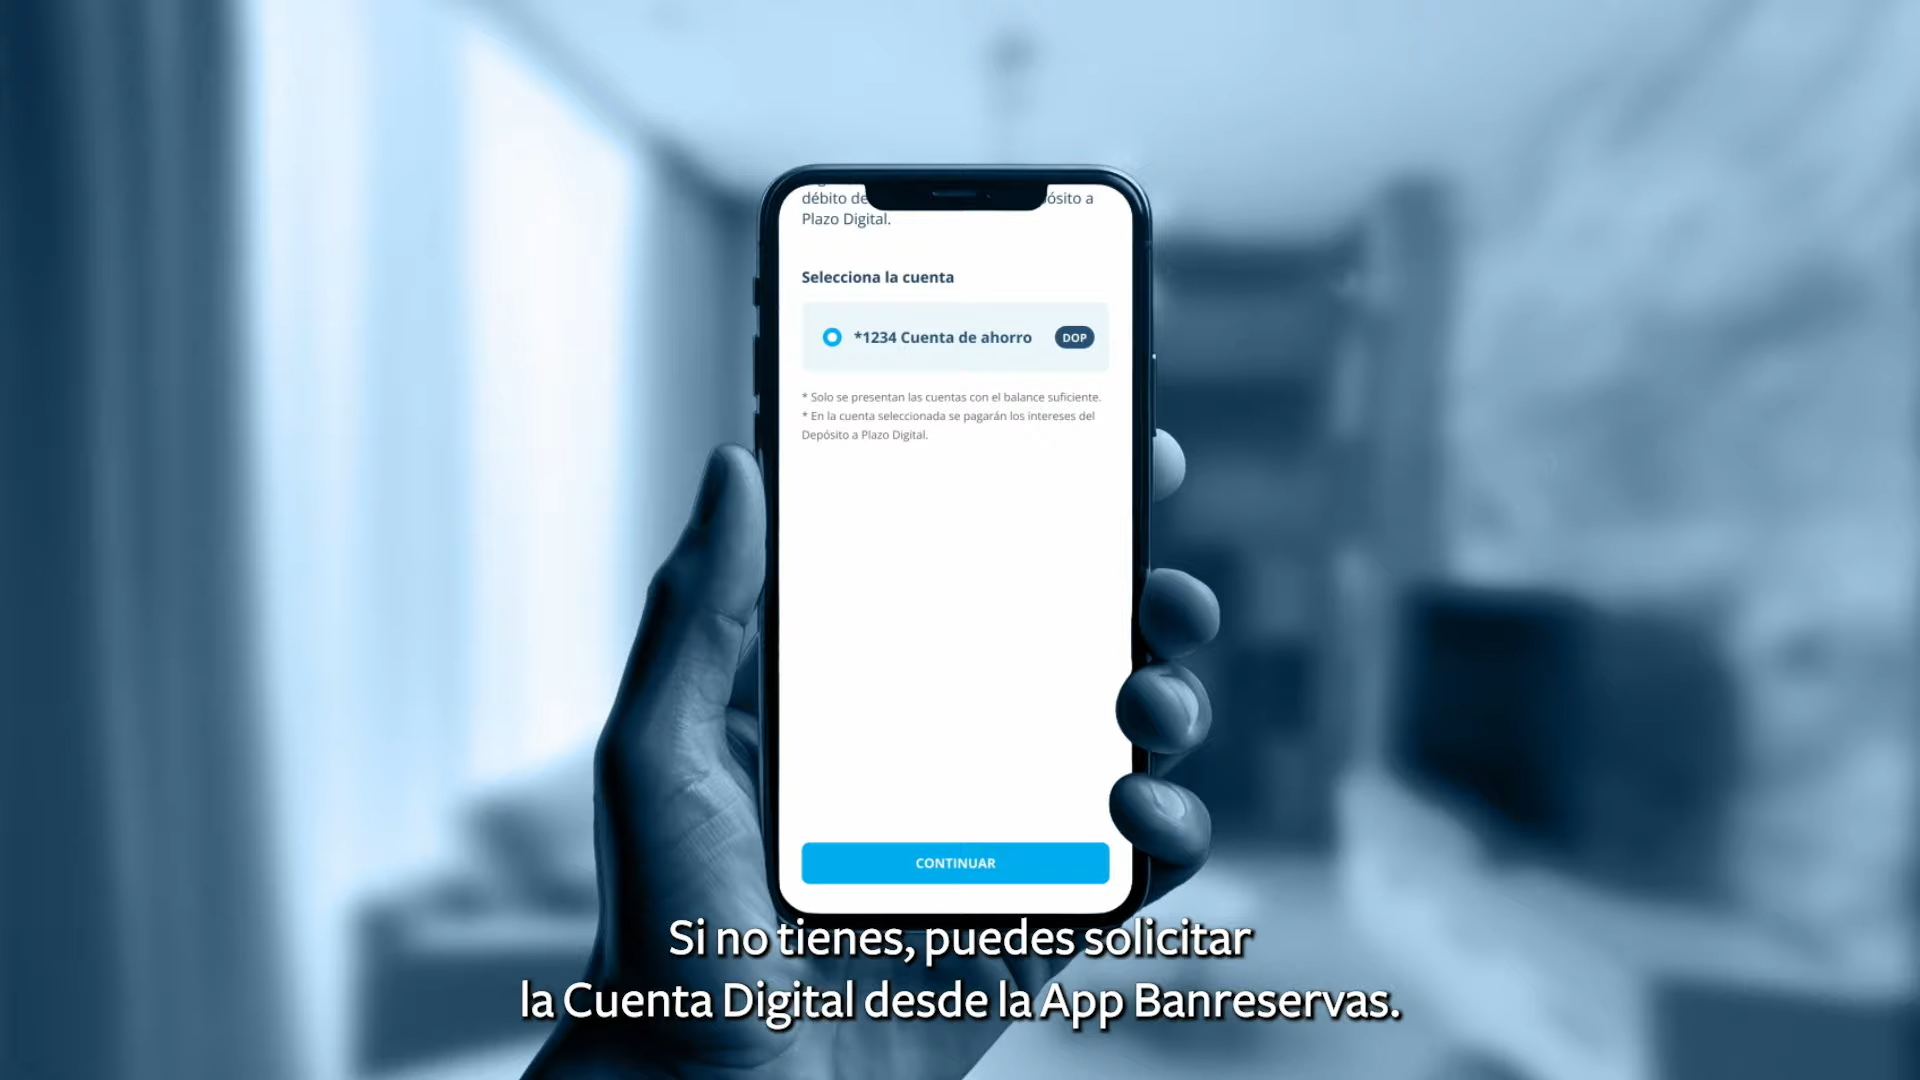 débito de ósito a
Plazo Digital.
Selecciona la cuenta
*1234 Cuenta de ahorro DOP
* Solo se presentan las cuentas con el balance suficiente.
* En la cuenta seleccionada se pagarán los intereses del
Depósito a Plazo Digital.
CONTINUAR
Si no tienes, puedes solicitar
la Cuenta Digital desde la App Banreservas.